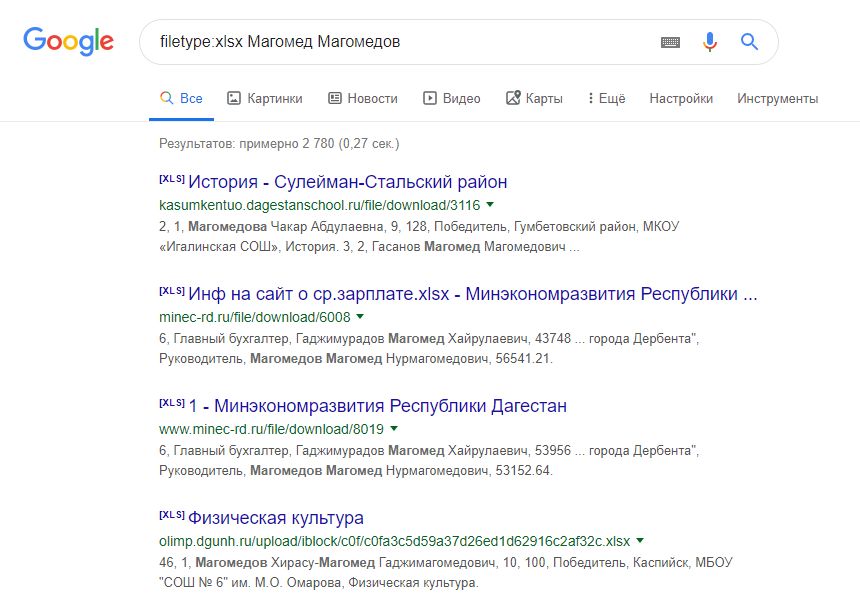 Google
filetype:xlsx Магомед Магомедов
Все Картинки Новости Видео Карты Ещё Настройки Инструменты
Результатов: примерно 2 780 (0,27 сек.)
[XLS] История - Сулейман-Стальский район
kasumkentuo.dagestanschool.ru/file/download/3116
2, 1, Магомедова Чакар Абдулаевна, 9, 128, Победитель, Гумбетовский район, МКОУ
«Игалинская СОШ», История. 3, 2, Гасанов Магомед Магомедович ...
[XLS] Инф на сайт о ср.зарплате.xlsx - Минэкономразвития Республики ...
minec-rd.ru/file/download/6008
6, Главный бухгалтер, Гаджимурадов Магомед Хайрулаевич, 43748 ... города Дербента",
Руководитель, Магомедов Магомед Нурмагомедович, 56541.21.
[XLS] 1 - Минэкономразвития Республики Дагестан
www.minec-rd.ru/file/download/8019
6, Главный бухгалтер, Гаджимурадов Магомед Хайрулаевич, 53956 ... города Дербента",
Руководитель, Магомедов Магомед Нурмагомедович, 53152.64.
[XLS] Физическая культура
olimp.dgunh.ru/upload/iblock/c0f/c0fa3c5d59a37d26ed1d62916c2af32c.xlsx
46, 1, Магомедов Хирасу-Магомед Гаджимагомедович, 10, 100, Победитель, Каспийск, МБОУ
"СОШ № 6" им. М.О. Омарова, Физическая культура.